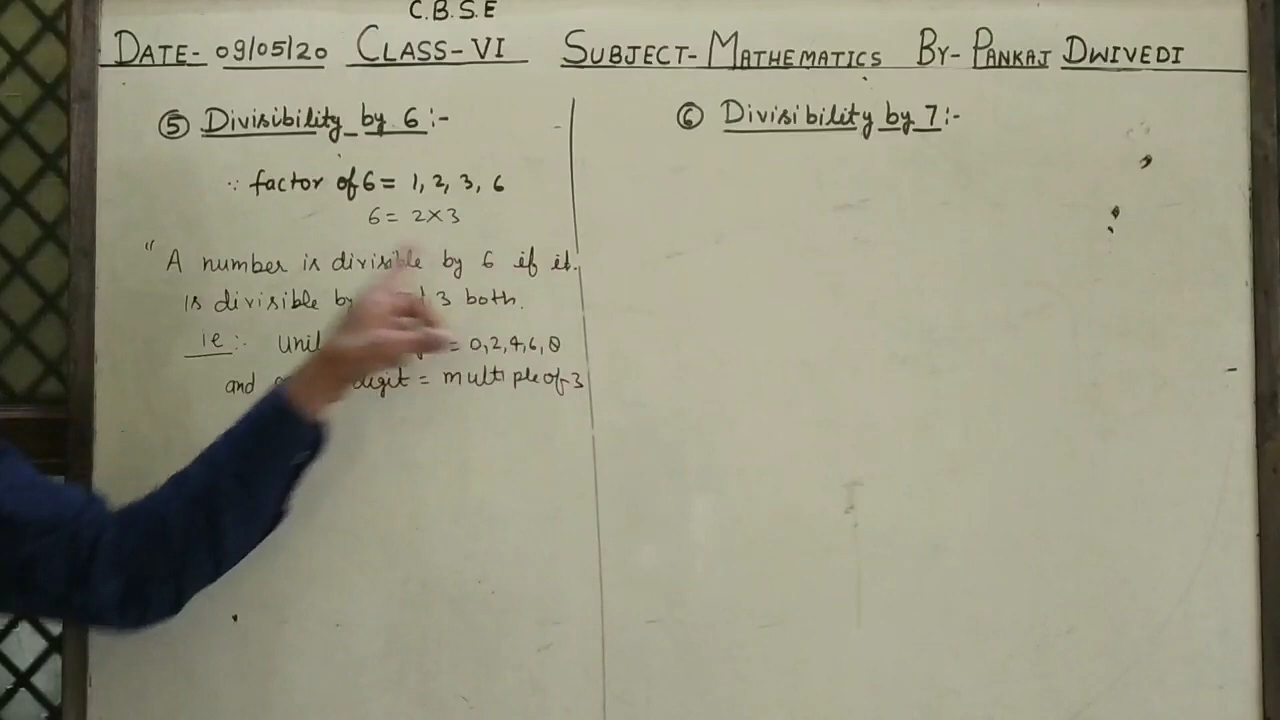 C.B.S.E
DATE- 09/05/20 CLASS-VI SUBJECT- MATHEMATICS BY- PANKAJ DWIVEDI
⑤ Divisibility by 6 :-
∵ factor of 6 = 1, 2, 3, 6
6 = 2×3
" A number is divisible by 6 if it
is divisible by 3 both.
ie:. = 0,2,4,6,8
and digit = multiple of 3
⑥ Divisibility by 7 :-